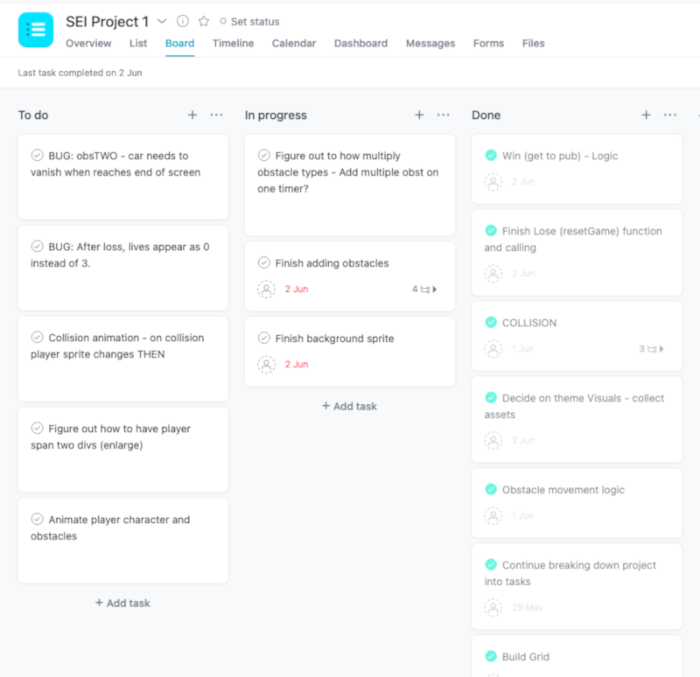 SEI Project 1
Set status
Overview List Board Timeline Calendar Dashboard Messages Forms Files
Last task completed on 2 Jun
To do
BUG: obsTWO - car needs to
vanish when reaches end of screen
BUG: After loss, lives appear as 0
instead of 3.
Collision animation - on collision
player sprite changes THEN
Figure out how to have player
span two divs (enlarge)
Animate player character and
obstacles
+ Add task
In progress
Figure out to how multiply
obstacle types - Add multiple obst on
one timer?
Finish adding obstacles
2 Jun 4
Finish background sprite
2 Jun
+ Add task
Done
Win (get to pub) - Logic
2 Jun
Finish Lose (resetGame) function
and calling
2 Jun
COLLISION
1 Jun 3
Decide on theme Visuals - collect
assets
2 Jun
Obstacle movement logic
1 Jun
Continue breaking down project
into tasks
29 May
Build Grid